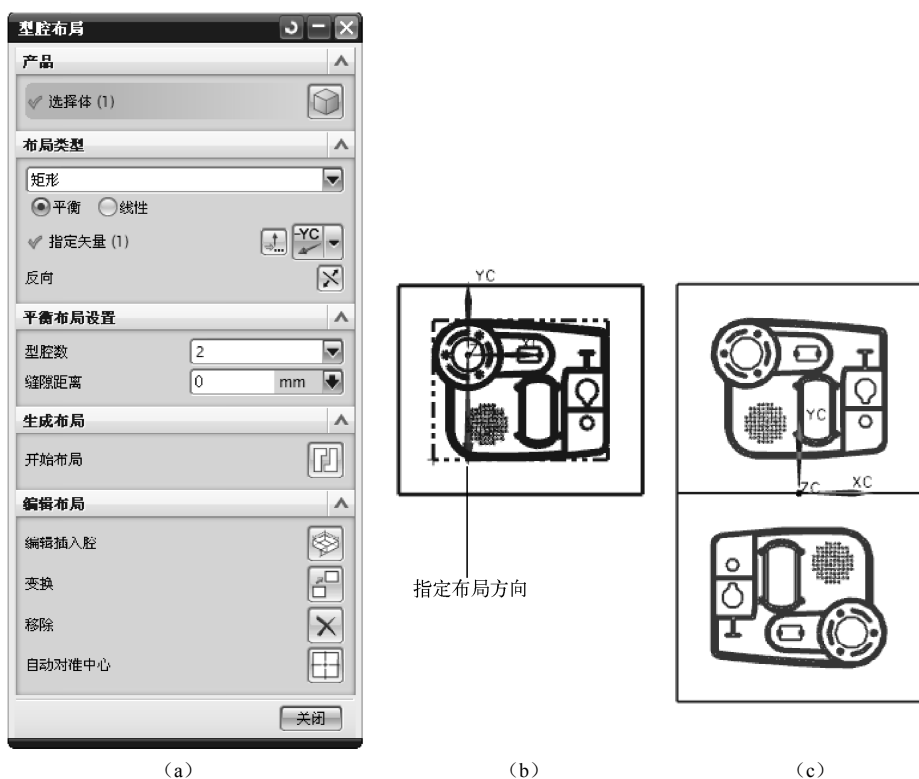 型腔布局
产品
选择体 (1)
布局类型
矩形
平衡 线性
指定矢量 (1) -YC
反向
平衡布局设置
型腔数 2
缝隙距离 0 mm
生成布局
开始布局
编辑布局
编辑插入腔
变换
移除
自动对准中心
关闭
(a)
YC
指定布局方向
(b)
YC
ZC XC
(c)